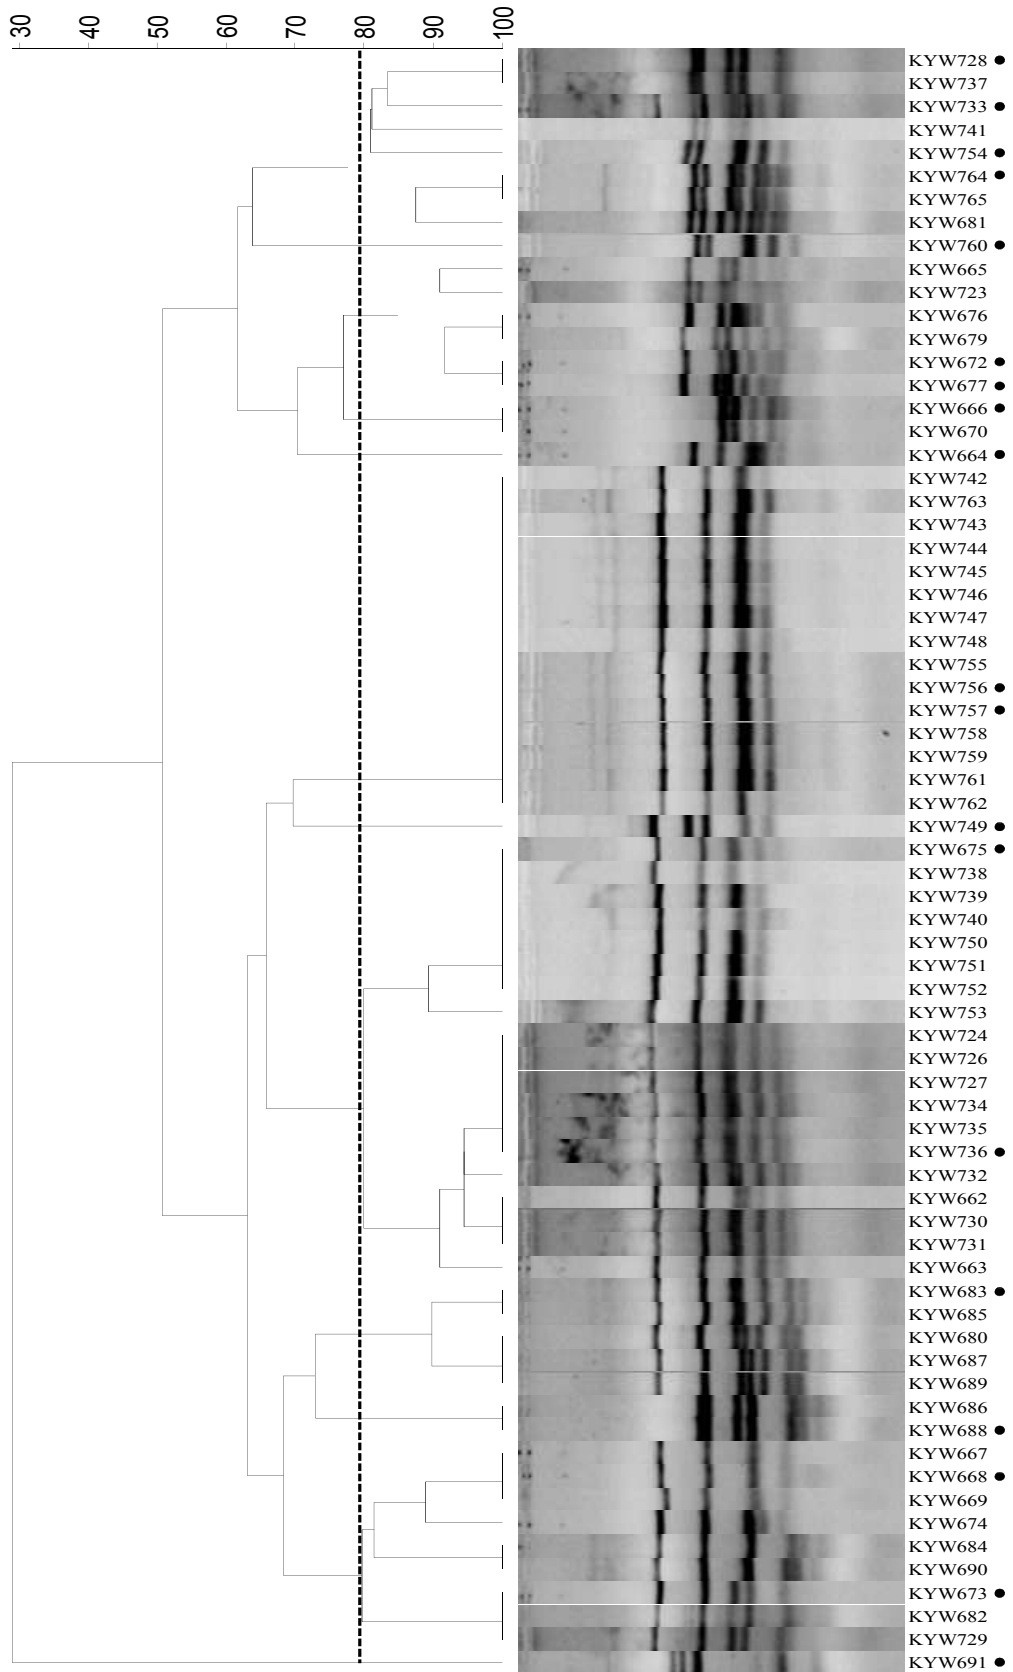 30 40 50 60 70 80 90 100
KYW728 ●
KYW737
KYW733 ●
KYW741
KYW754 ●
KYW764 ●
KYW765
KYW681
KYW760 ●
KYW665
KYW723
KYW676
KYW679
KYW672 ●
KYW677 ●
KYW666 ●
KYW670
KYW664 ●
KYW742
KYW763
KYW743
KYW744
KYW745
KYW746
KYW747
KYW748
KYW755
KYW756 ●
KYW757 ●
KYW758
KYW759
KYW761
KYW762
KYW749 ●
KYW675 ●
KYW738
KYW739
KYW740
KYW750
KYW751
KYW752
KYW753
KYW724
KYW726
KYW727
KYW734
KYW735
KYW736 ●
KYW732
KYW662
KYW730
KYW731
KYW663
KYW683 ●
KYW685
KYW680
KYW687
KYW689
KYW686
KYW688 ●
KYW667
KYW668 ●
KYW669
KYW674
KYW684
KYW690
KYW673 ●
KYW682
KYW729
KYW691 ●